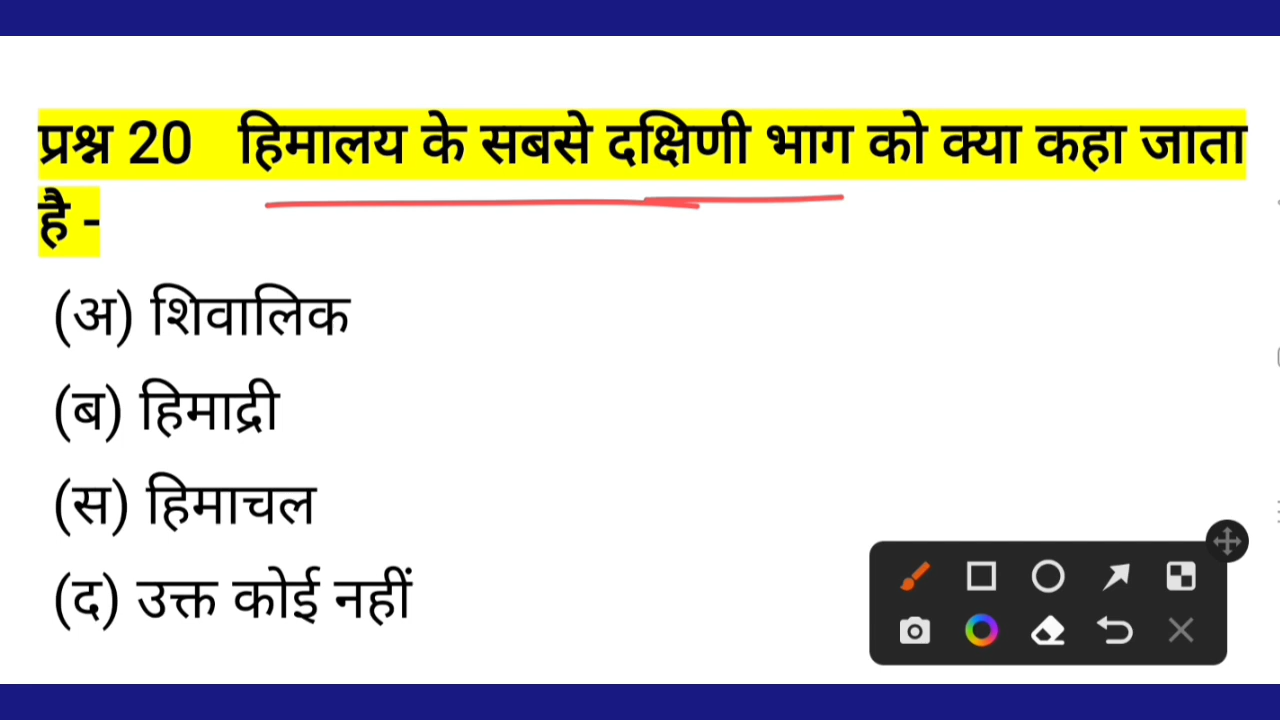 प्रश्न 20 हिमालय के सबसे दक्षिणी भाग को क्या कहा जाता
है -
(अ) शिवालिक
(ब) हिमाद्री
(स) हिमाचल
(द) उक्त कोई नहीं